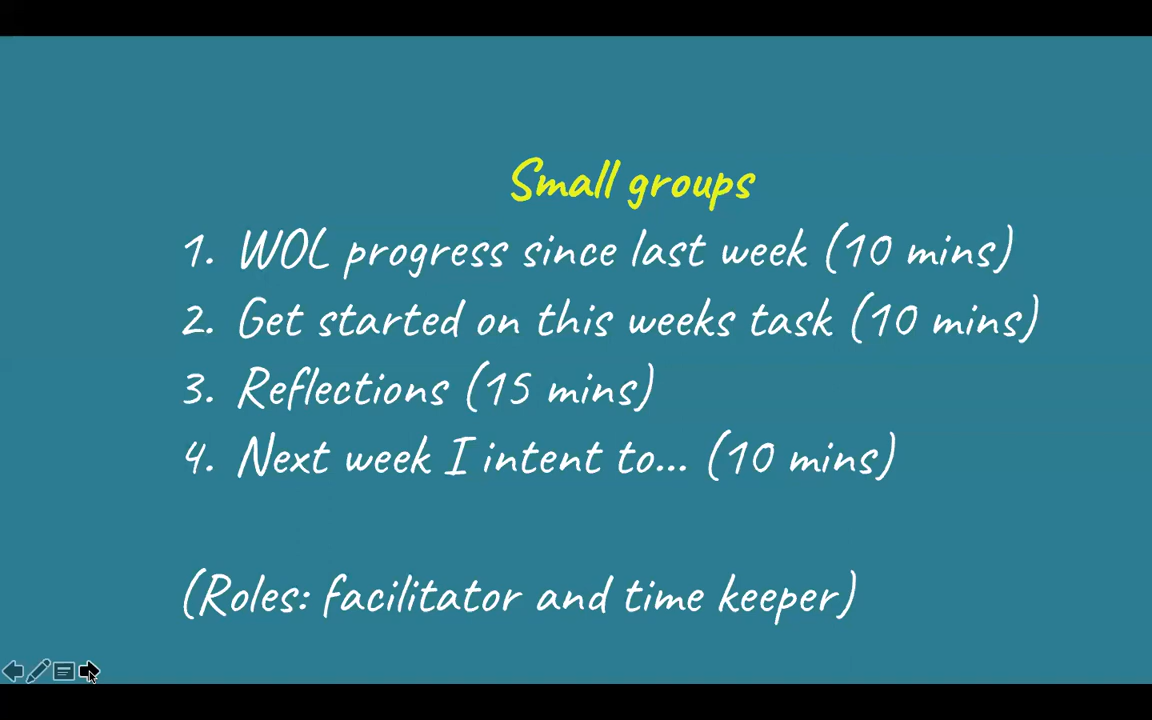 Small groups
1. WOL progress since last week (10 mins)
2. Get started on this weeks task (10 mins)
3. Reflections (15 mins)
4. Next week I intent to... (10 mins)
(Roles: facilitator and time keeper)